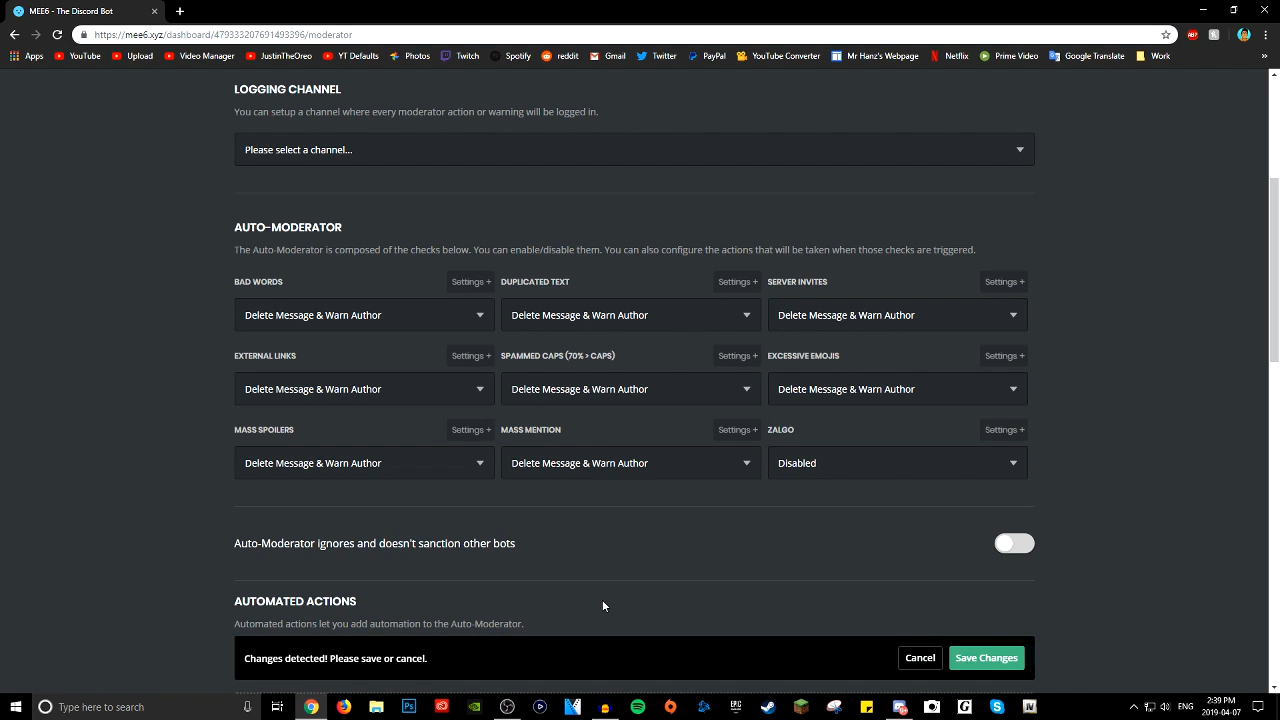 MEE6 - The Discord Bot
https://mee6.xyz/dashboard/479333207691493396/moderator
Apps YouTube Upload Video Manager JustinTheOreo YT Defaults Photos Twitch Spotify reddit Gmail Twitter PayPal YouTube Converter Mr Hanz's Webpage Netflix Prime Video Google Translate Work
LOGGING CHANNEL
You can setup a channel where every moderator action or warning will be logged in.
Please select a channel...
AUTO-MODERATOR
The Auto-Moderator is composed of the checks below. You can enable/disable them. You can also configure the actions that will be taken when those checks are triggered.
BAD WORDS Settings + DUPLICATED TEXT Settings + SERVER INVITES Settings +
Delete Message & Warn Author Delete Message & Warn Author Delete Message & Warn Author
EXTERNAL LINKS Settings + SPAMMED CAPS (70% > CAPS) Settings + EXCESSIVE EMOJIS Settings +
Delete Message & Warn Author Delete Message & Warn Author Delete Message & Warn Author
MASS SPOILERS Settings + MASS MENTION Settings + ZALGO Settings +
Delete Message & Warn Author Delete Message & Warn Author Disabled
Auto-Moderator ignores and doesn't sanction other bots
AUTOMATED ACTIONS
Automated actions let you add automation to the Auto-Moderator.
Changes detected! Please save or cancel. Cancel Save Changes
Type here to search
ENG
2:39 PM
2019-04-07